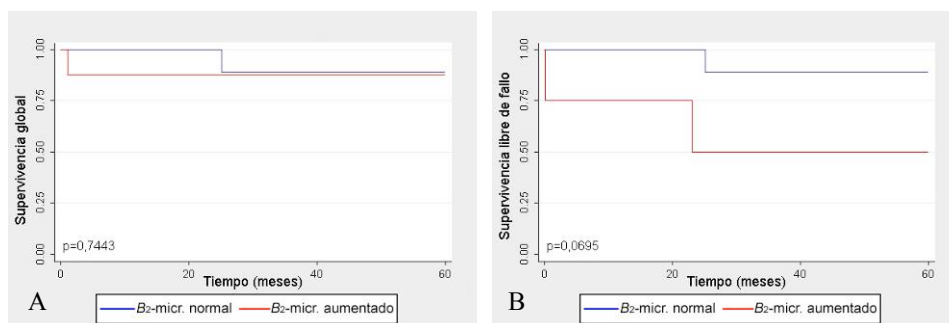 Supervivencia global
1.00
0.75
0.50
0.25
0.00
p=0,7443
0 20 40 60
Tiempo (meses)
A
B2-micr. normal B2-micr. aumentado
Supervivencia libre de fallo
1.00
0.75
0.50
0.25
0.00
p=0,0695
0 20 40 60
Tiempo (meses)
B
B2-micr. normal B2-micr. aumentado